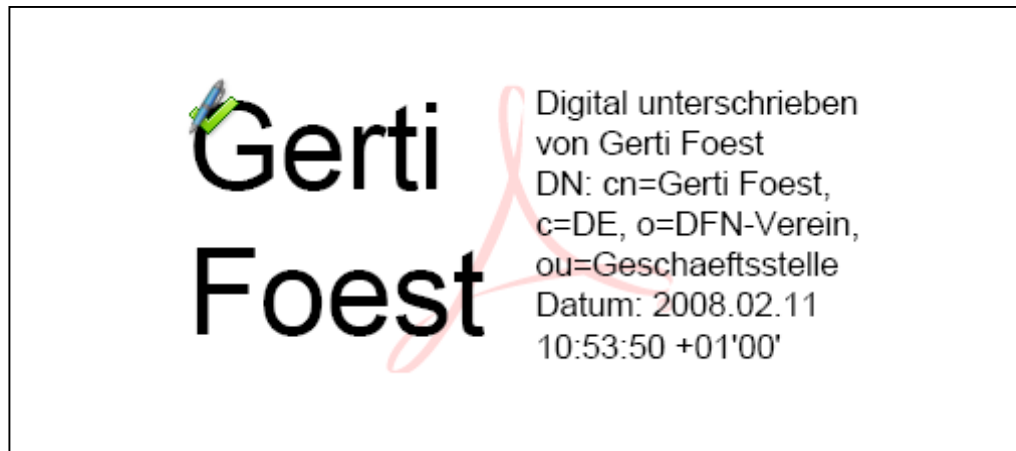 Gerti
Foest
Digital unterschrieben
von Gerti Foest
DN: cn=Gerti Foest,
c=DE, o=DFN-Verein,
ou=Geschaeftsstelle
Datum: 2008.02.11
10:53:50 +01'00'